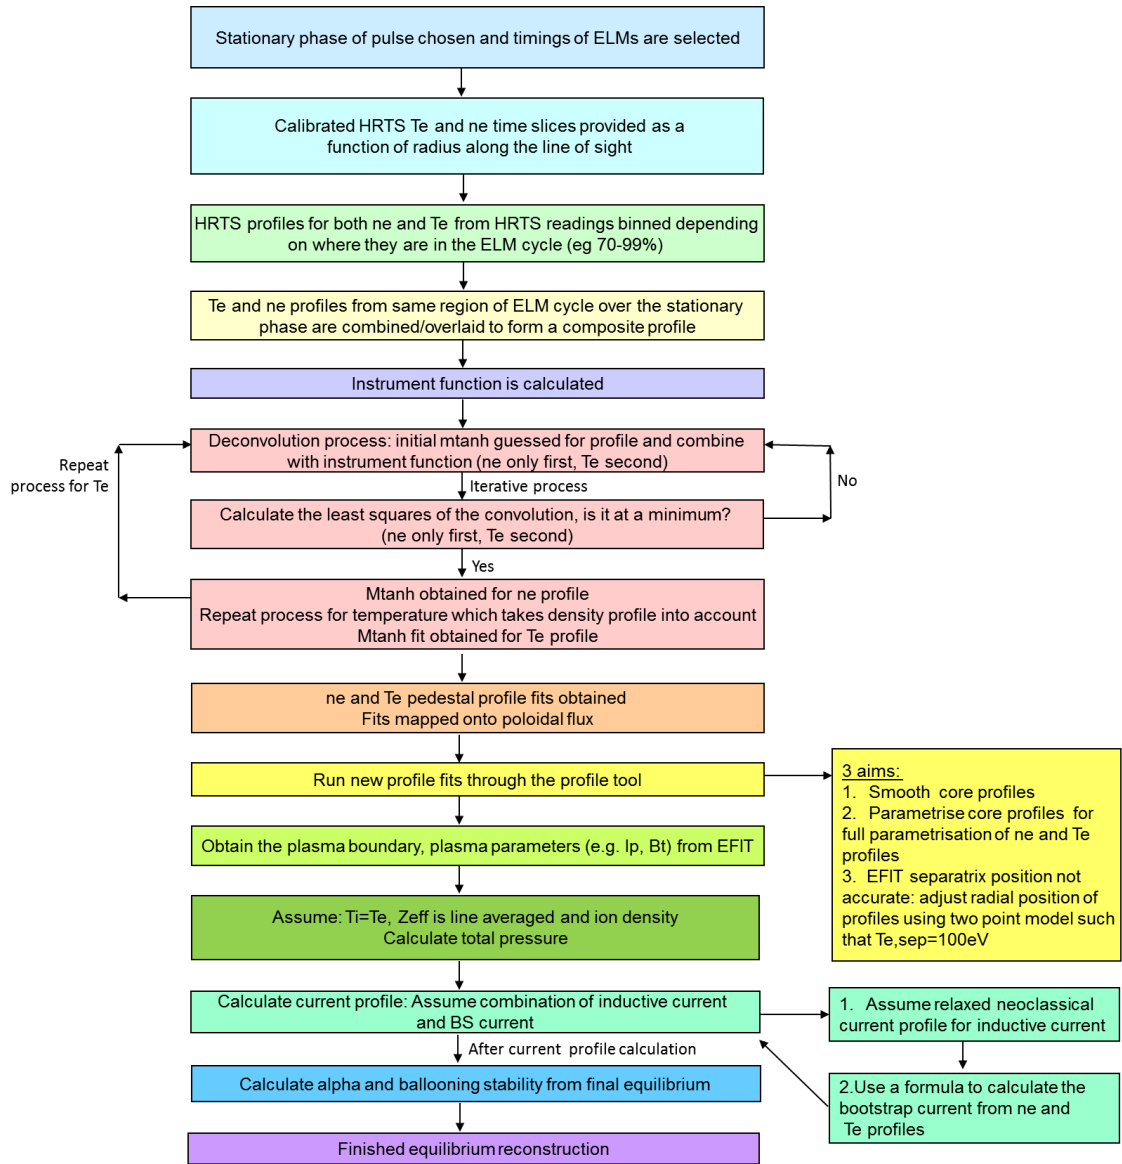 Stationary phase of pulse chosen and timings of ELMs are selected
Calibrated HRTS Te and ne time slices provided as a
function of radius along the line of sight
HRTS profiles for both ne and Te from HRTS readings binned depending
on where they are in the ELM cycle (eg 70-99%)
Te and ne profiles from same region of ELM cycle over the stationary
phase are combined/overlaid to form a composite profile
Instrument function is calculated
Deconvolution process: initial mtanh guessed for profile and combine
with instrument function (ne only first, Te second)
Repeat
process for Te
Iterative process
No
Calculate the least squares of the convolution, is it at a minimum?
(ne only first, Te second)
Yes
Mtanh obtained for ne profile
Repeat process for temperature which takes density profile into account
Mtanh fit obtained for Te profile
ne and Te pedestal profile fits obtained
Fits mapped onto poloidal flux
Run new profile fits through the profile tool
3 aims:
1. Smooth core profiles
2. Parametrise core profiles for
full parametrisation of ne and Te
profiles
3. EFIT separatrix position not
accurate: adjust radial position of
profiles using two point model such
that Te,sep=100eV
Obtain the plasma boundary, plasma parameters (e.g. Ip, Bt) from EFIT
Assume: Ti=Te, Zeff is line averaged and ion density
Calculate total pressure
Calculate current profile: Assume combination of inductive current
and BS current
1. Assume relaxed neoclassical
current profile for inductive current
2.Use a formula to calculate the
bootstrap current from ne and
Te profiles
After current profile calculation
Calculate alpha and ballooning stability from final equilibrium
Finished equilibrium reconstruction